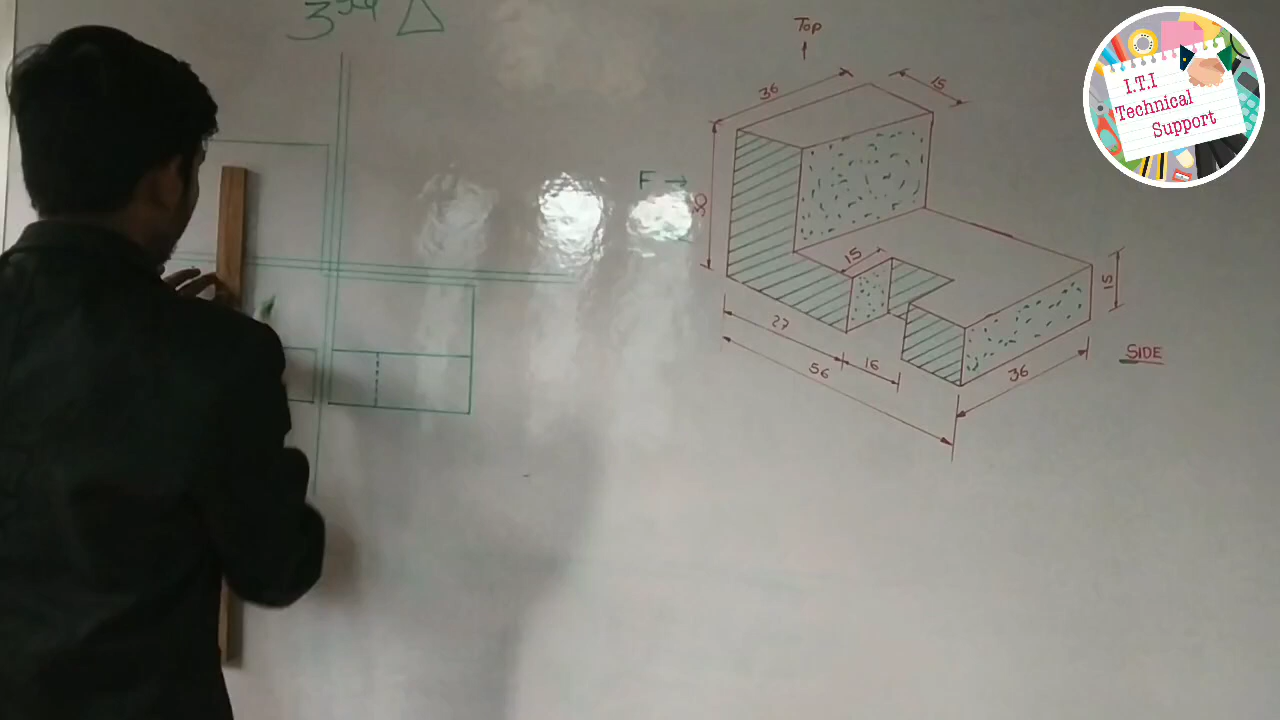 3rd
Top
36
15
F
30
15
15
27
16
56
36
SIDE
I.T.I
Technical
Support